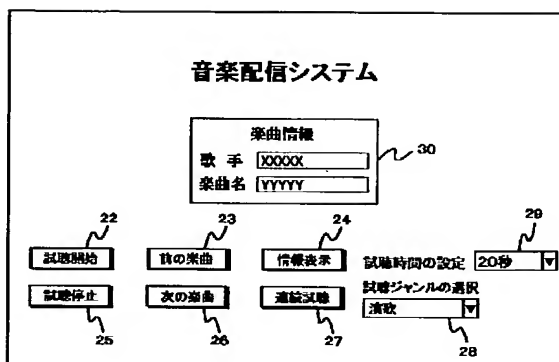 音楽配信システム
楽曲情報
歌 手 XXXXX
楽曲名 YYYYY
30
22 23 24 29
試聴開始 前の楽曲 情報表示 試聴時間の設定 20秒
試聴ジャンルの選択
試聴停止 次の楽曲 連続試聴 演歌
25 26 27 28